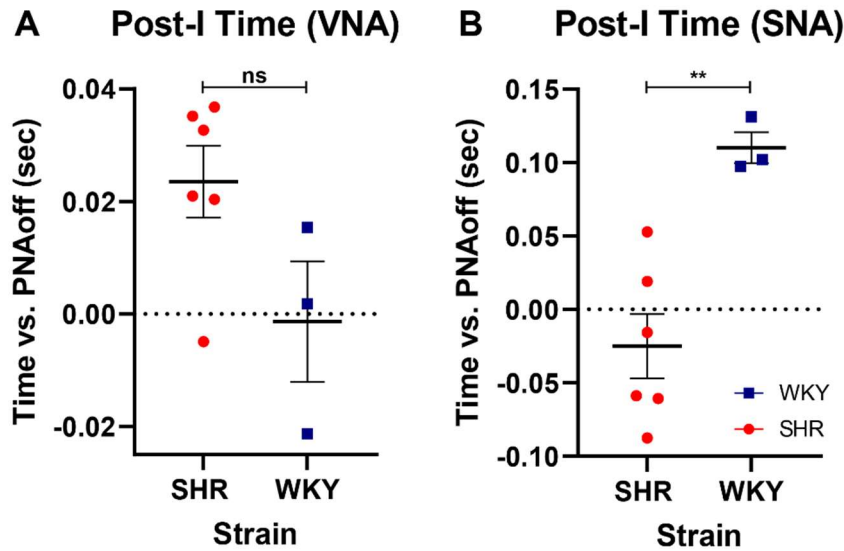 A Post-I Time (VNA)
ns
Time vs. PNAoff (sec)
0.04
0.02
0.00
-0.02
SHR WKY
Strain
B Post-I Time (SNA)
**
Time vs. PNAoff (sec)
0.15
0.10
0.05
0.00
-0.05
-0.10
WKY
SHR
SHR WKY
Strain